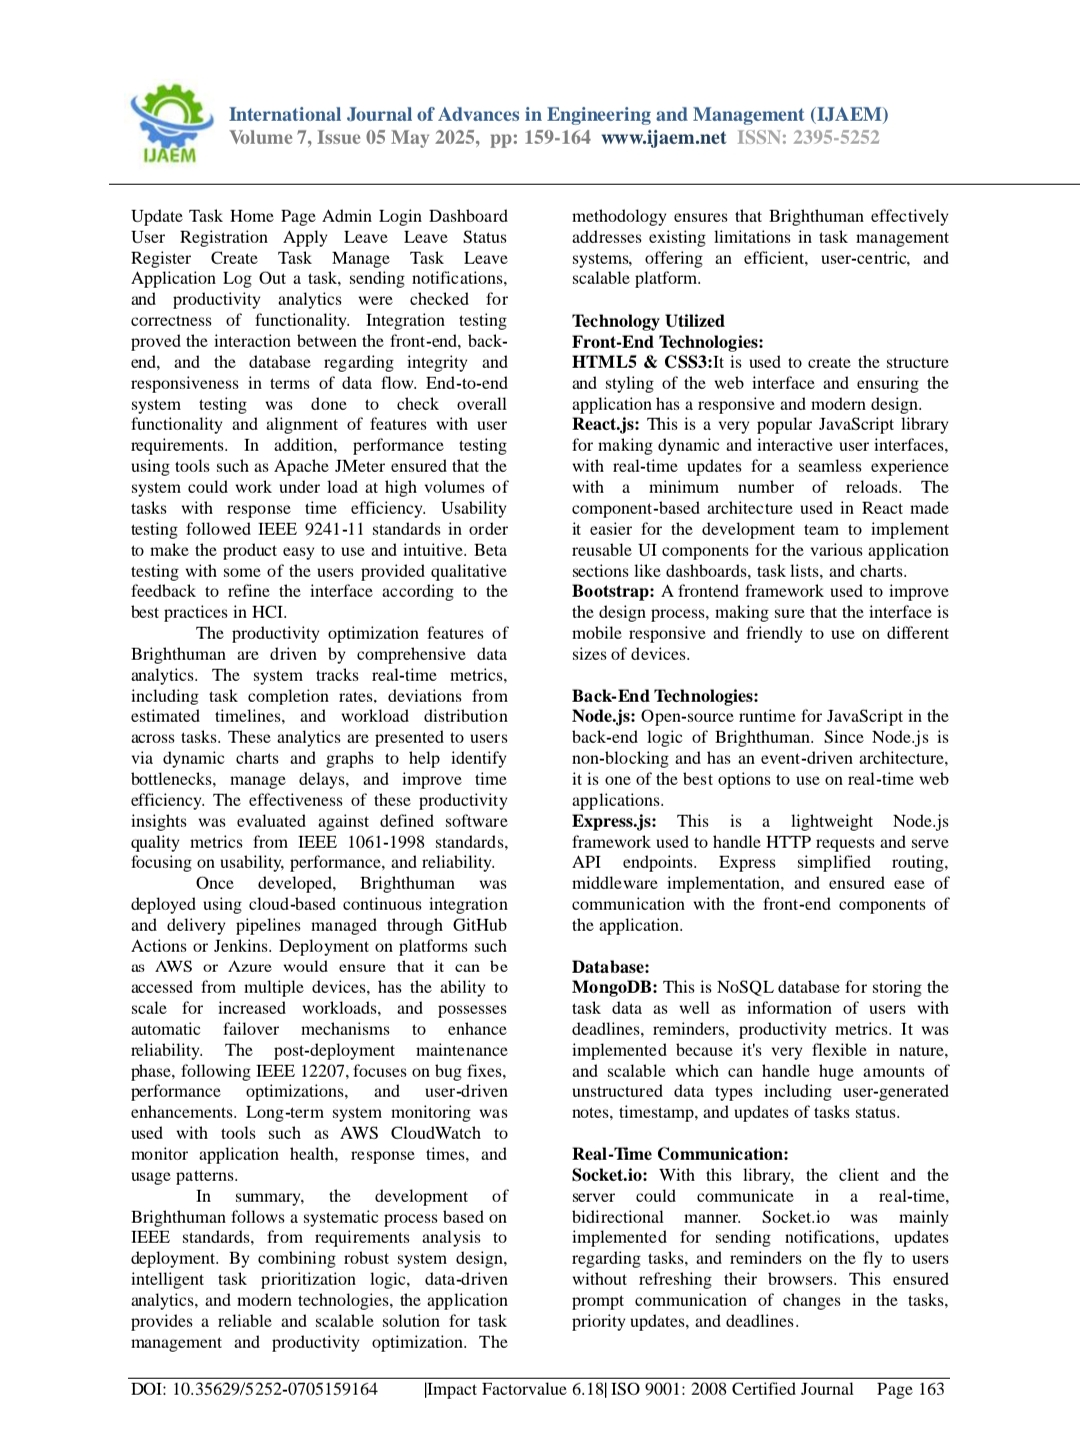 IJAEM
International Journal of Advances in Engineering and Management (IJAEM)
Volume 7, Issue 05 May 2025, pp: 159-164 www.ijaem.net ISSN: 2395-5252
Update Task Home Page Admin Login Dashboard
User Registration Apply Leave Leave Status
Register Create Task Manage Task Leave
Application Log Out a task, sending notifications,
and productivity analytics were checked for
correctness of functionality. Integration testing
proved the interaction between the front-end, back-
end, and the database regarding integrity and
responsiveness in terms of data flow. End-to-end
system testing was done to check overall
functionality and alignment of features with user
requirements. In addition, performance testing
using tools such as Apache JMeter ensured that the
system could work under load at high volumes of
tasks with response time efficiency. Usability
testing followed IEEE 9241-11 standards in order
to make the product easy to use and intuitive. Beta
testing with some of the users provided qualitative
feedback to refine the interface according to the
best practices in HCI.
The productivity optimization features of
Brighthuman are driven by comprehensive data
analytics. The system tracks real-time metrics,
including task completion rates, deviations from
estimated timelines, and workload distribution
across tasks. These analytics are presented to users
via dynamic charts and graphs to help identify
bottlenecks, manage delays, and improve time
efficiency. The effectiveness of these productivity
insights was evaluated against defined software
quality metrics from IEEE 1061-1998 standards,
focusing on usability, performance, and reliability.
Once developed, Brighthuman was
deployed using cloud-based continuous integration
and delivery pipelines managed through GitHub
Actions or Jenkins. Deployment on platforms such
as AWS or Azure would ensure that it can be
accessed from multiple devices, has the ability to
scale for increased workloads, and possesses
automatic failover mechanisms to enhance
reliability. The post-deployment maintenance
phase, following IEEE 12207, focuses on bug fixes,
performance optimizations, and user-driven
enhancements. Long-term system monitoring was
used with tools such as AWS CloudWatch to
monitor application health, response times, and
usage patterns.
In summary, the development of
Brighthuman follows a systematic process based on
IEEE standards, from requirements analysis to
deployment. By combining robust system design,
intelligent task prioritization logic, data-driven
analytics, and modern technologies, the application
provides a reliable and scalable solution for task
management and productivity optimization. The
methodology ensures that Brighthuman effectively
addresses existing limitations in task management
systems, offering an efficient, user-centric, and
scalable platform.
Technology Utilized
Front-End Technologies:
HTML5 & CSS3:It is used to create the structure
and styling of the web interface and ensuring the
application has a responsive and modern design.
React.js: This is a very popular JavaScript library
for making dynamic and interactive user interfaces,
with real-time updates for a seamless experience
with a minimum number of reloads. The
component-based architecture used in React made
it easier for the development team to implement
reusable UI components for the various application
sections like dashboards, task lists, and charts.
Bootstrap: A frontend framework used to improve
the design process, making sure that the interface is
mobile responsive and friendly to use on different
sizes of devices.
Back-End Technologies:
Node.js: Open-source runtime for JavaScript in the
back-end logic of Brighthuman. Since Node.js is
non-blocking and has an event-driven architecture,
it is one of the best options to use on real-time web
applications.
Express.js: This is a lightweight Node.js
framework used to handle HTTP requests and serve
API endpoints. Express simplified routing,
middleware implementation, and ensured ease of
communication with the front-end components of
the application.
Database:
MongoDB: This is NoSQL database for storing the
task data as well as information of users with
deadlines, reminders, productivity metrics. It was
implemented because it's very flexible in nature,
and scalable which can handle huge amounts of
unstructured data types including user-generated
notes, timestamp, and updates of tasks status.
Real-Time Communication:
Socket.io: With this library, the client and the
server could communicate in a real-time,
bidirectional manner. Socket.io was mainly
implemented for sending notifications, updates
regarding tasks, and reminders on the fly to users
without refreshing their browsers. This ensured
prompt communication of changes in the tasks,
priority updates, and deadlines.
DOI: 10.35629/5252-0705159164 |Impact Factorvalue 6.18| ISO 9001: 2008 Certified Journal Page 163